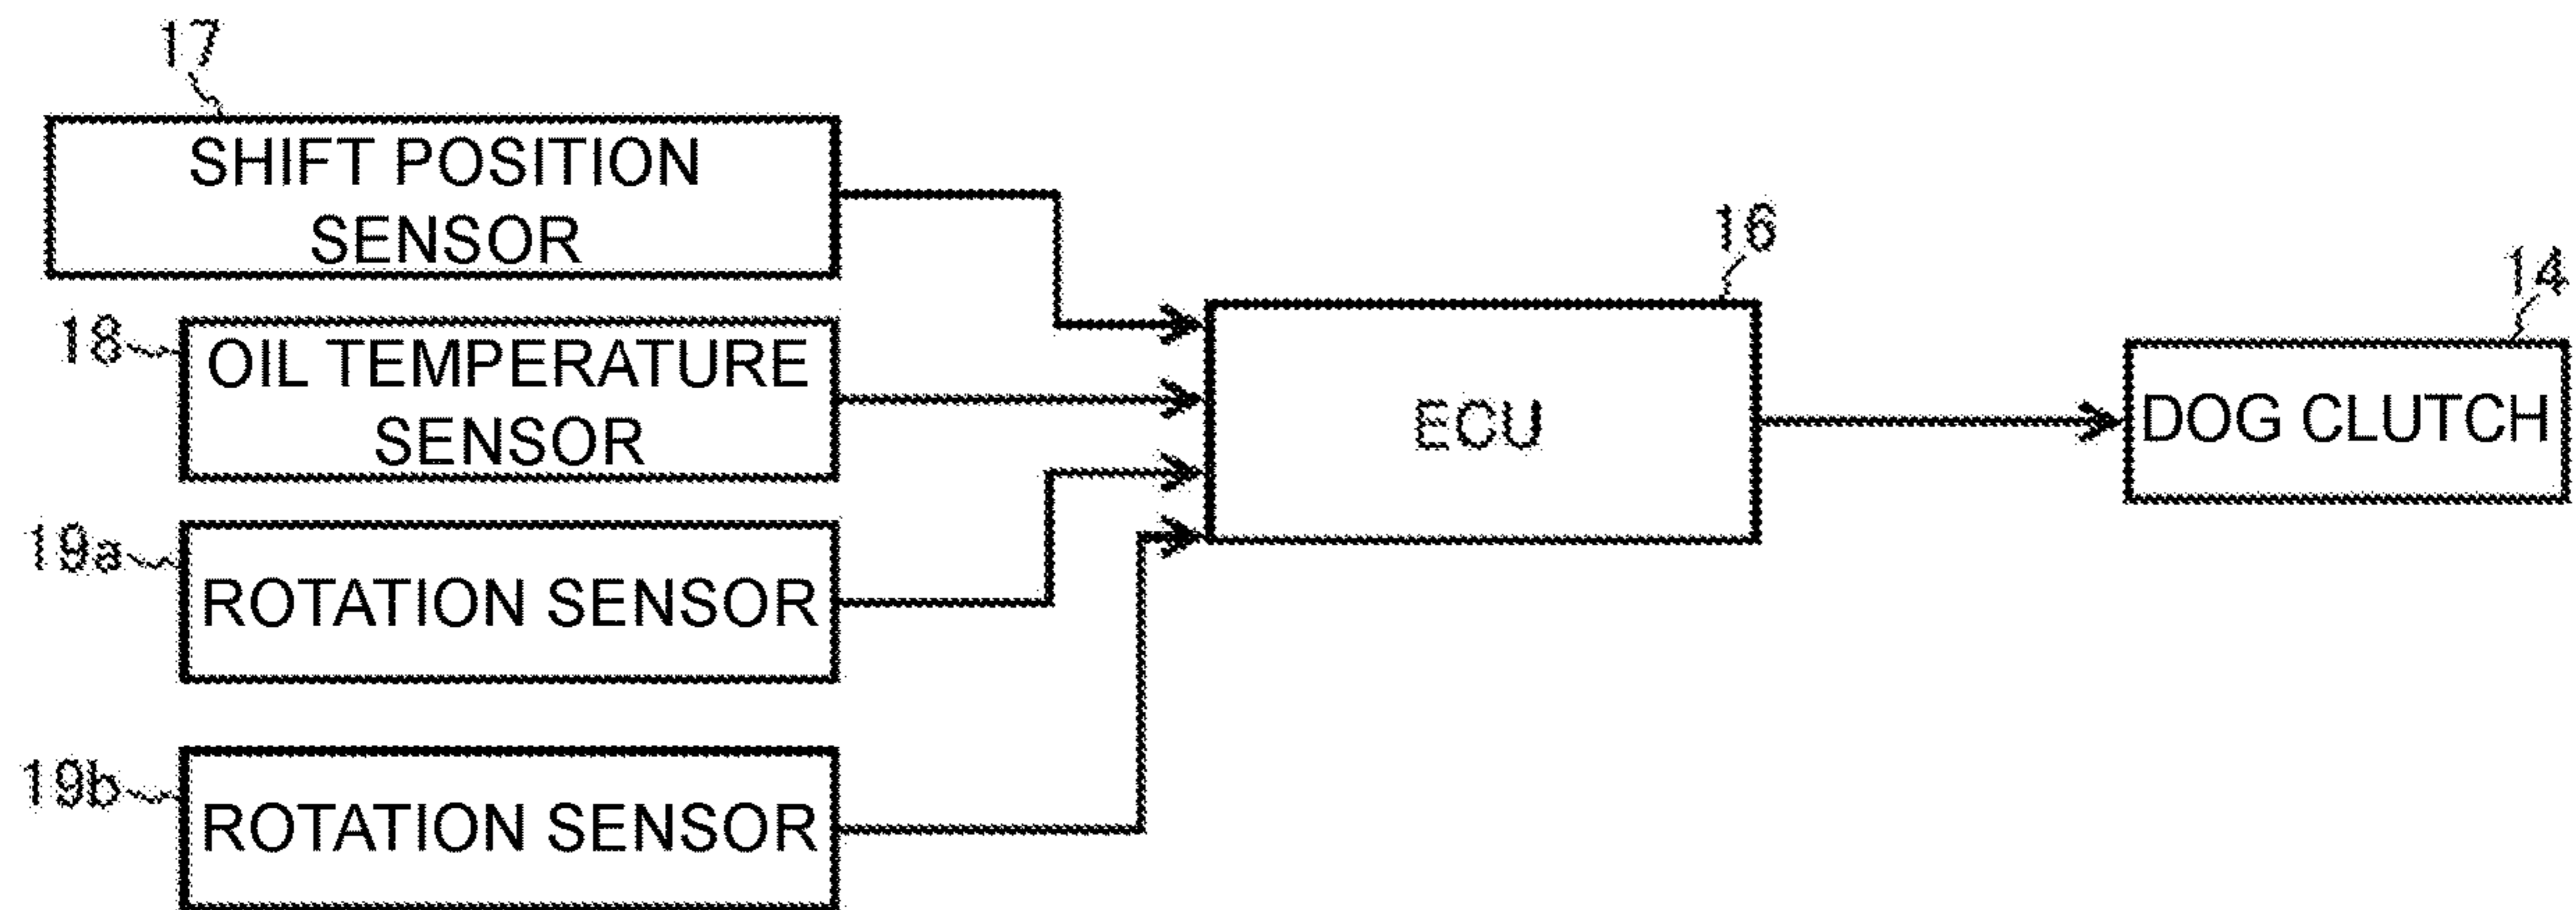 17
SHIFT POSITION
SENSOR
16
14
18
OIL TEMPERATURE
SENSOR
ECU
DOG CLUTCH
19a
ROTATION SENSOR
19b
ROTATION SENSOR